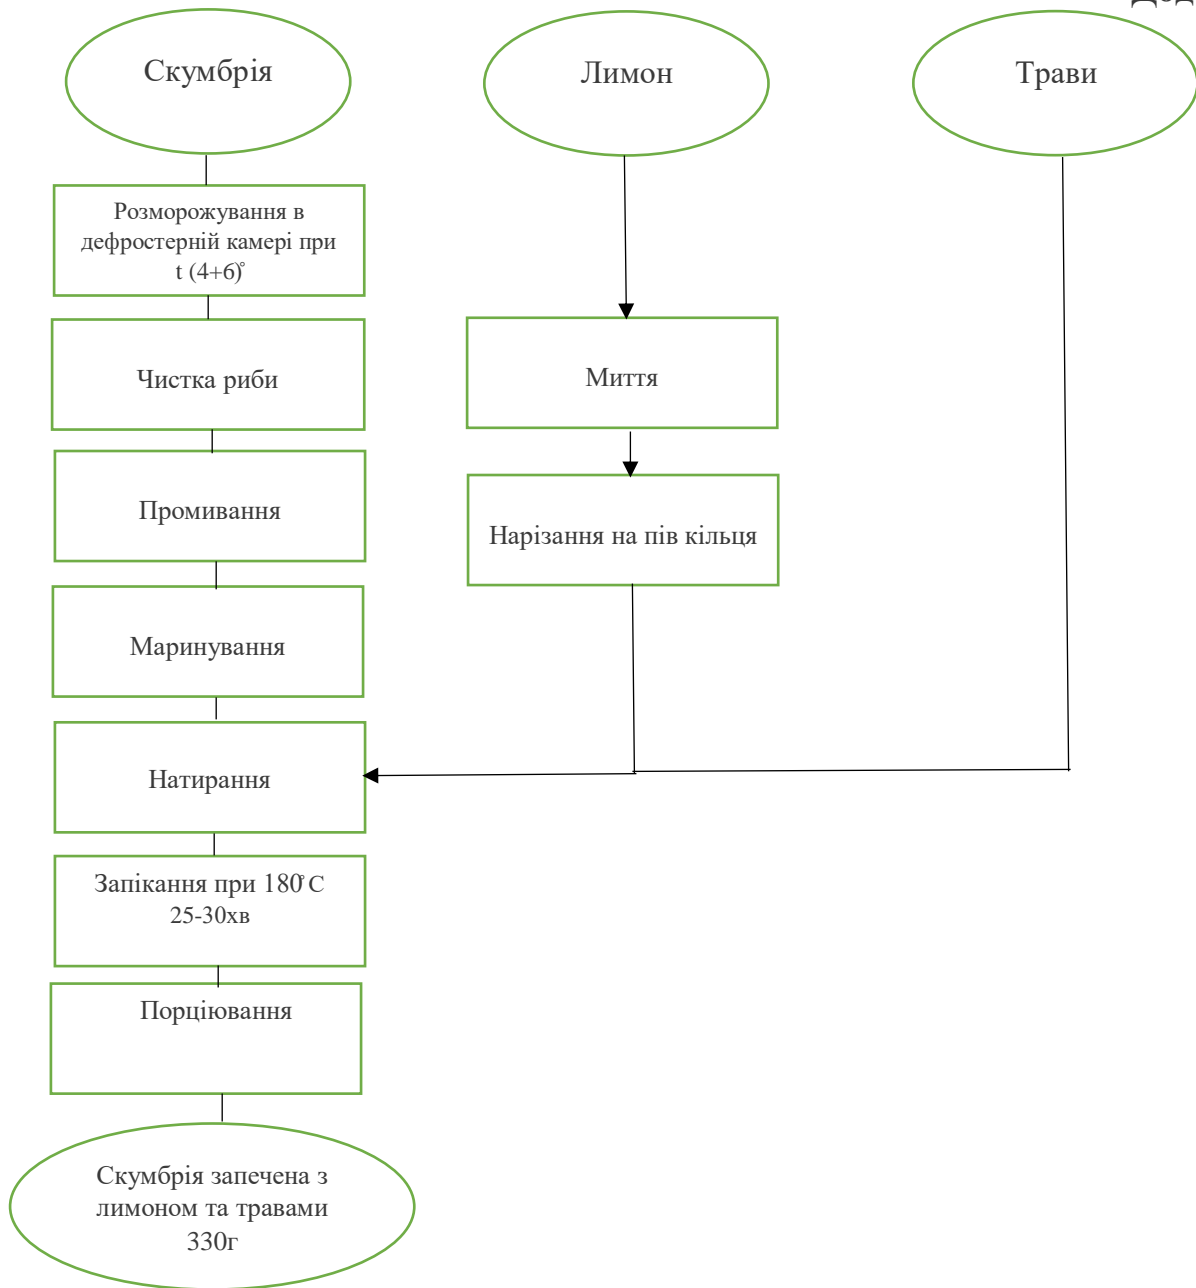 Скумбрія
Лимон
Трави
Розморожування в
дефростерній камері при
t (4+6)°
Чистка риби
Миття
Промивання
Нарізання на пів кільця
Маринування
Натирання
Запікання при 180°С
25-30хв
Порціювання
Скумбрія запечена з
лимоном та травами
330г